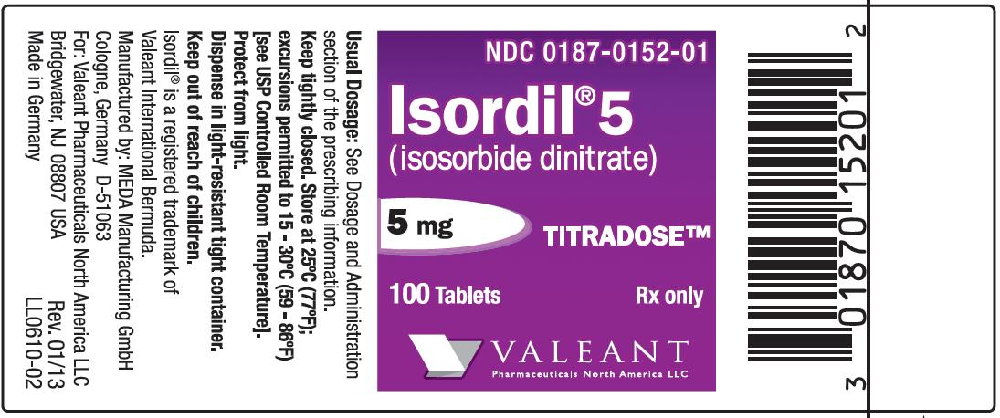 Usual Dosage: See Dosage and Administration
section of the prescribing information.
Keep tightly closed. Store at 25ºC (77ºF);
excursions permitted to 15 - 30ºC (59 - 86ºF)
[see USP Controlled Room Temperature].
Protect from light.
Dispense in light-resistant tight container.
Keep out of reach of children.
Isordil® is a registered trademark of
Valeant International Bermuda.
Manufactured by: MEDA Manufacturing GmbH
Cologne, Germany D-51063
For: Valeant Pharmaceuticals North America LLC
Bridgewater, NJ 08807 USA
Made in Germany
Rev. 01/13
LL0610-02
NDC 0187-0152-01
Isordil®5
(isosorbide dinitrate)
5 mg
TITRADOSE™
100 Tablets
Rx only
VALEANT
Pharmaceuticals North America LLC
3 01870 15201 2